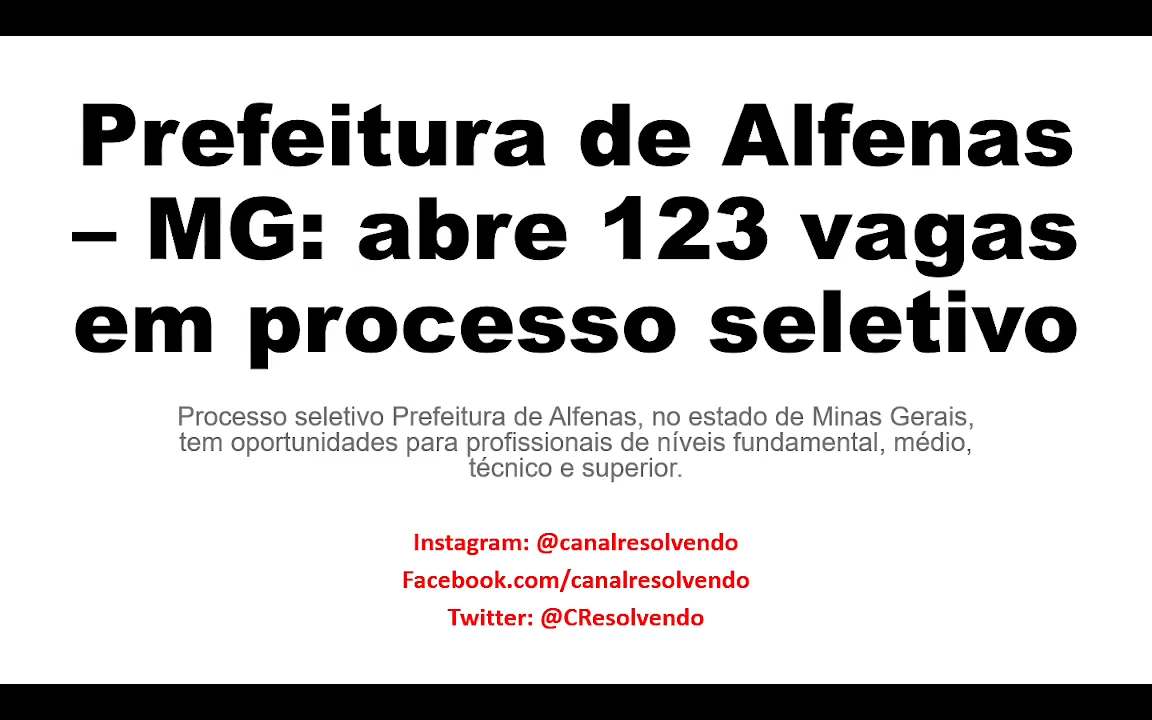 Prefeitura de Alfenas
– MG: abre 123 vagas
em processo seletivo
Processo seletivo Prefeitura de Alfenas, no estado de Minas Gerais,
tem oportunidades para profissionais de níveis fundamental, médio,
técnico e superior.
Instagram: @canalresolvendo
Facebook.com/canalresolvendo
Twitter: @CResolvendo